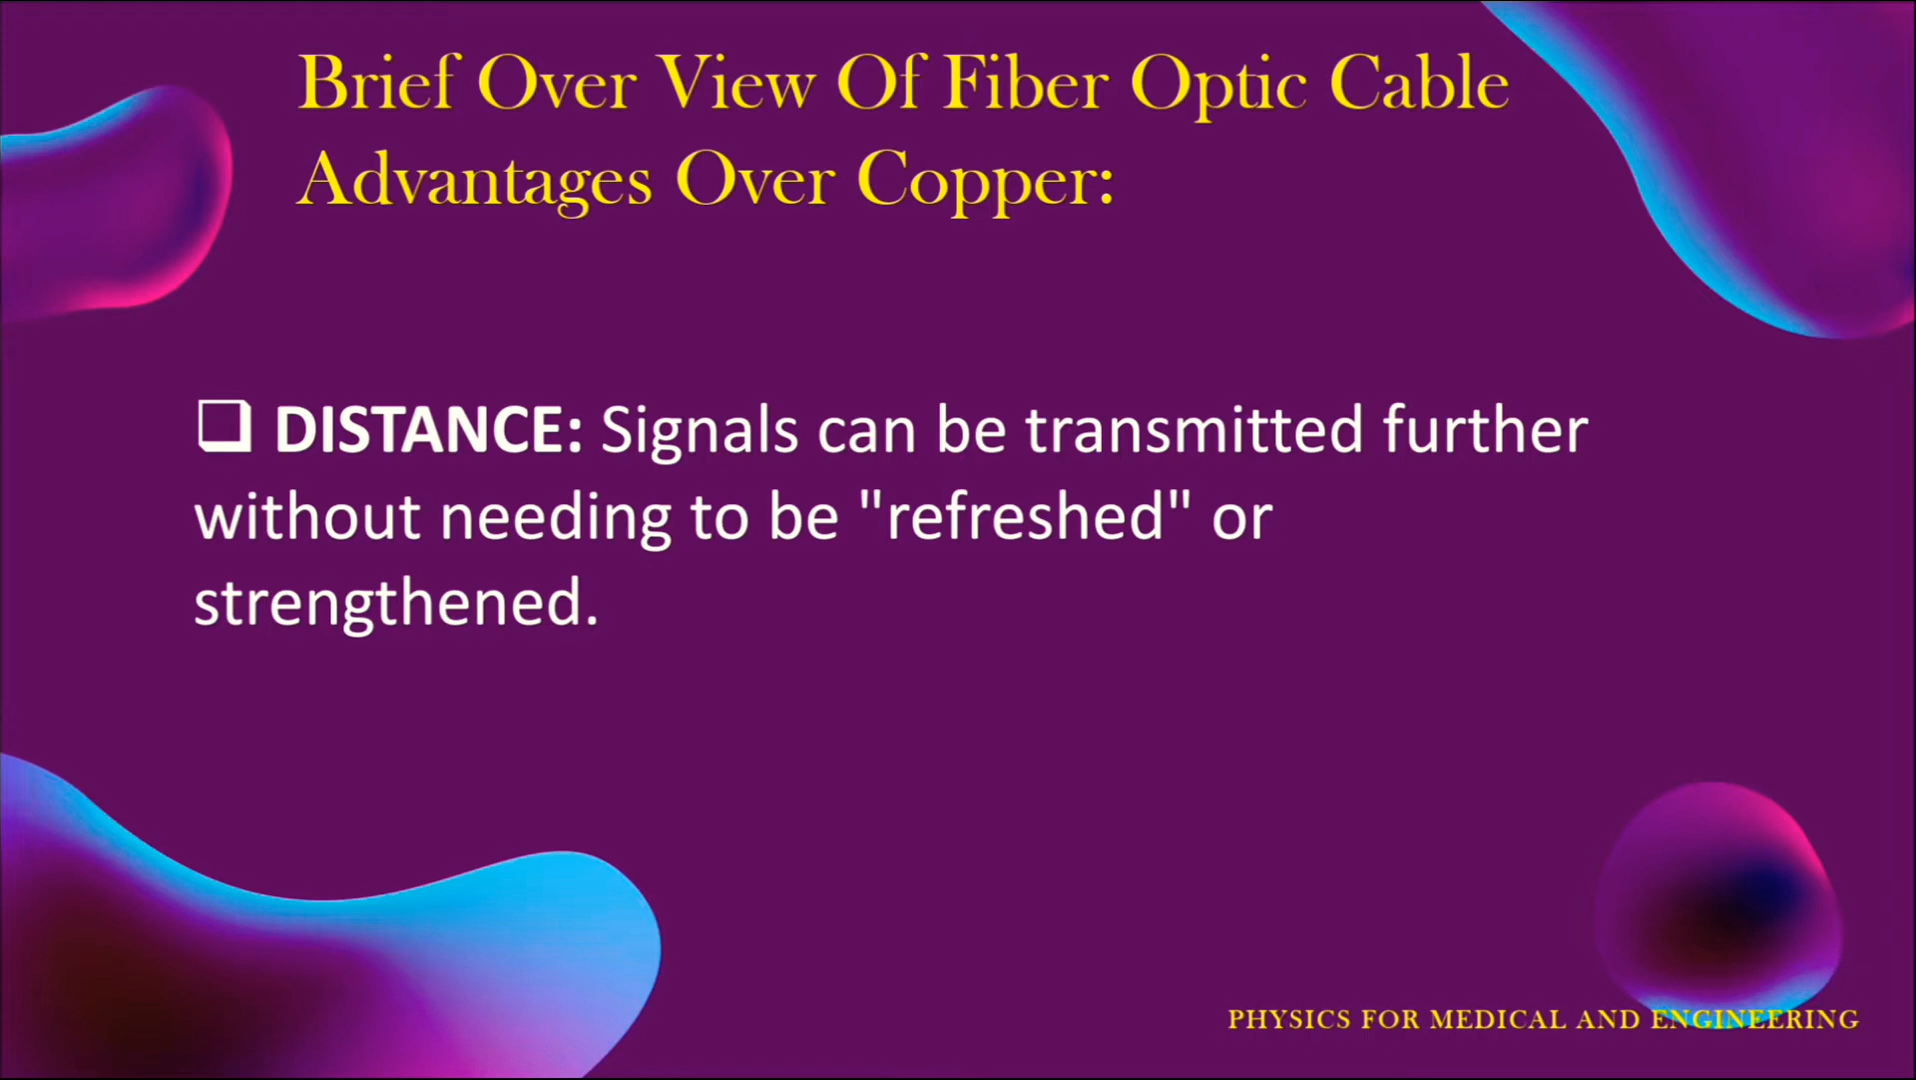 Brief Over View Of Fiber Optic Cable
Advantages Over Copper:
❑ DISTANCE: Signals can be transmitted further
without needing to be "refreshed" or
strengthened.
PHYSICS FOR MEDICAL AND ENGINEERING